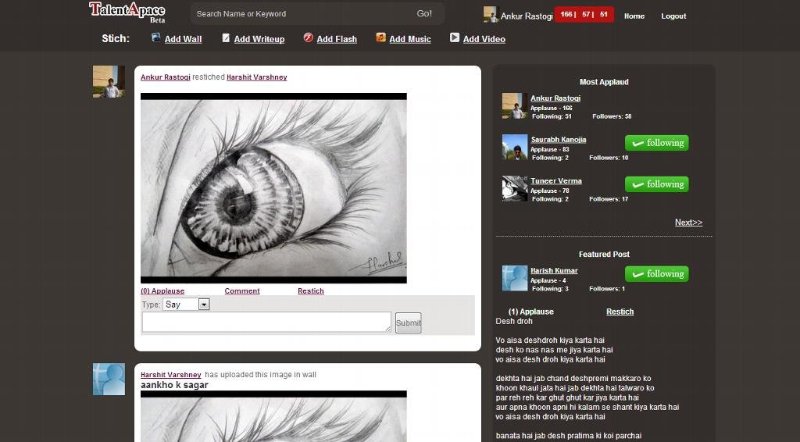 TalentApace
Beta
Search Name or Keyword
Go!
Ankur Rastogi
166 | 57 | 51
Home
Logout
Stich:
Add Wall
Add Writeup
Add Flash
Add Music
Add Video
Ankur Rastogi restiched Harshit Varshney
Harshit
(0) Applause
Comment
Restich
Type: Say
Submit
Harshit Varshney has uploaded this image in wall
aankho k sagar
Most Applaud
Ankur Rastogi
Applause - 166
Following: 51 Followers: 58
Saurabh Kanojia
Applause - 83
Following: 2 Followers: 16
following
Tuneer Verma
Applause - 78
Following: 2 Followers: 17
following
Next>>
Featured Post
Harish Kumar
Applause - 4
Following: 3 Followers: 1
following
(1) Applause
Restich
Desh droh
Vo aisa deshdroh kiya karta hai
desh ko nas nas me jiya karta hai
vo aisa desh droh kiya karta hai
dekhta hai jab chand deshpremi makkaro ko
khoon khaul jata hai jab dekhta hai talwaro ko
par reh reh kar ghut ghut kar jiya karta hai
aur apna khoon apni hi kalam se shant kiya karta hai
vo aisa desh droh kiya karta hai
banata hai jab desh pratima ki koi parchai